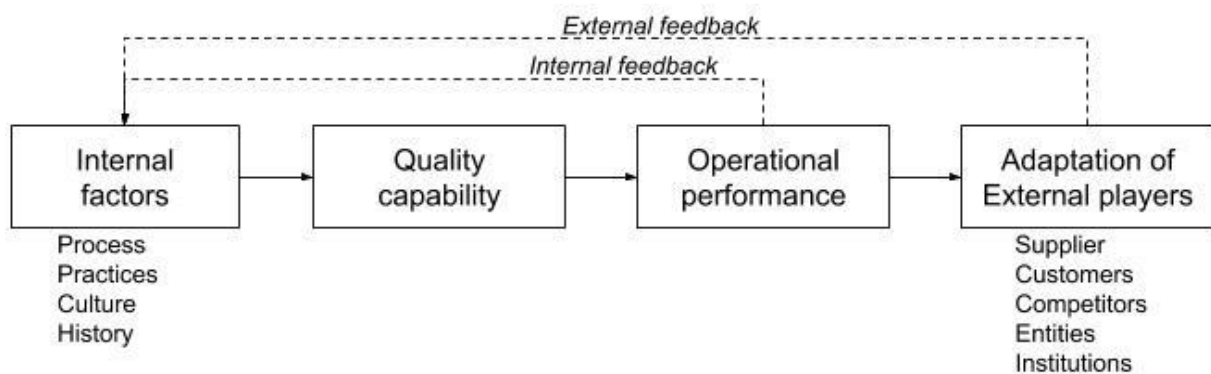 External feedback
Internal feedback
Internal
factors
Quality
capability
Operational
performance
Adaptation of
External players
Process
Practices
Culture
History
Supplier
Customers
Competitors
Entities
Institutions